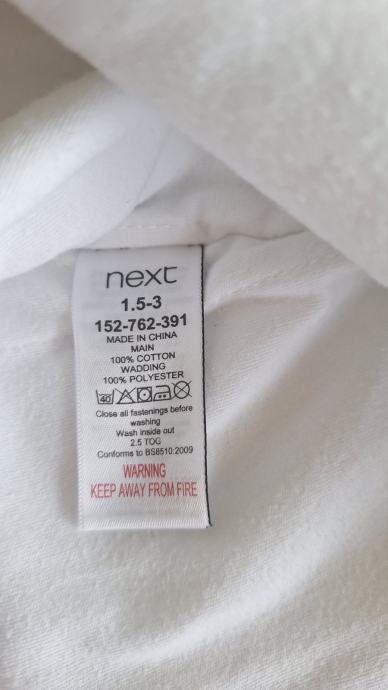 next
1.5-3
152-762-391
MADE IN CHINA
MAIN
100% COTTON
WADDING
100% POLYESTER
40
Close all fastenings before
washing
Wash inside out
2.5 TOG
Conforms to BS8510:2009
WARNING
KEEP AWAY FROM FIRE